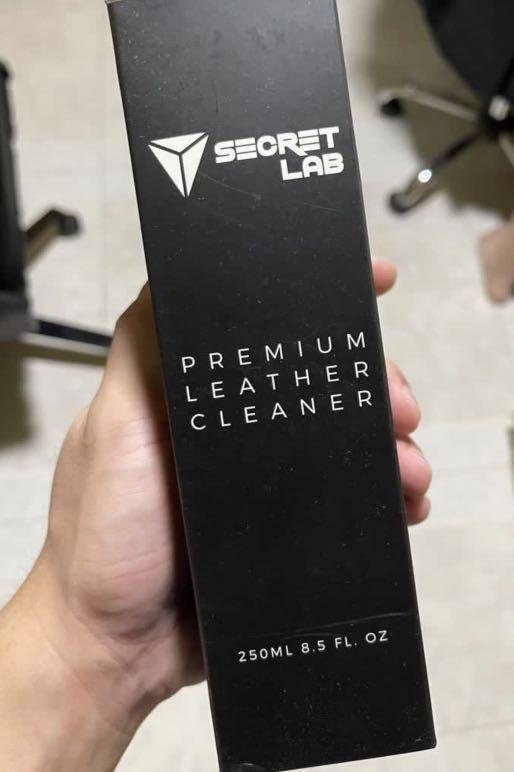 SECRET
LAB
PREMIUM
LEATHER
CLEANER
250ML 8.5 FL. OZ